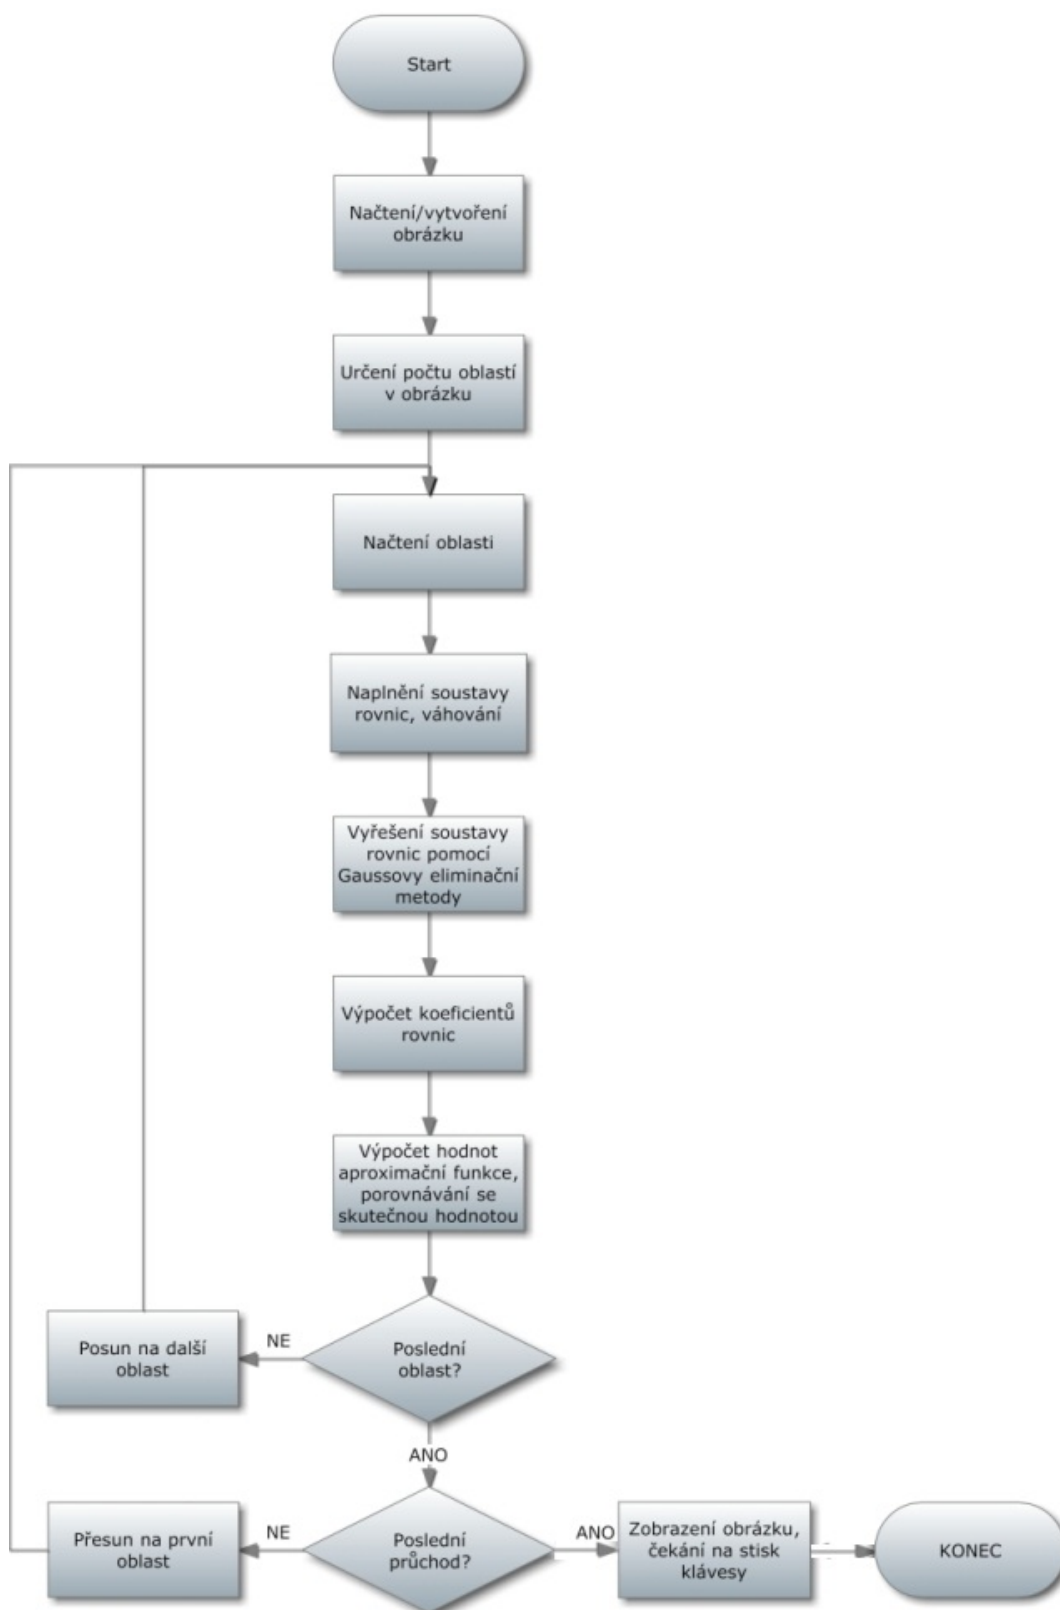 Start
Načtení/vytvoření
obrázku
Určení počtu oblastí
v obrázku
Načtení oblasti
Naplnění soustavy
rovnic, váhování
Vyřešení soustavy
rovnic pomocí
Gaussovy eliminační
metody
Výpočet koeficientů
rovnic
Výpočet hodnot
aproximační funkce,
porovnávání se
skutečnou hodnotou
Posun na další
oblast
NE
Poslední
oblast?
ANO
Přesun na první
oblast
NE
Poslední
průchod?
ANO
Zobrazení obrázku,
čekání na stisk
klávesy
KONEC